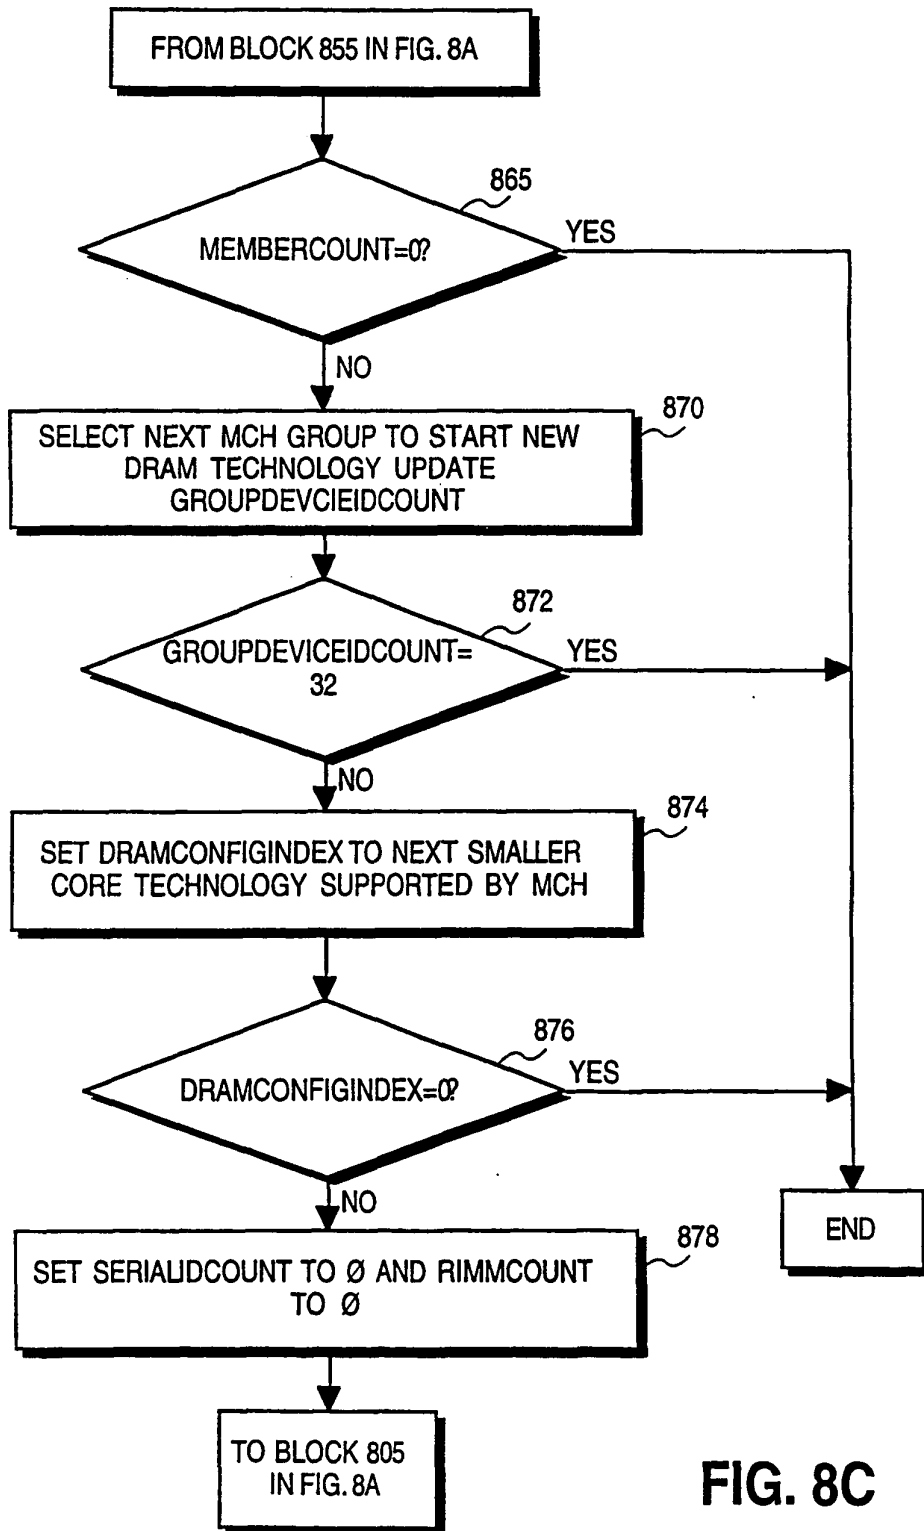 FROM BLOCK 855 IN FIG. 8A
865
MEMBERCOUNT=0?
YES
NO
870
SELECT NEXT MCH GROUP TO START NEW
DRAM TECHNOLOGY UPDATE
GROUPDEVCIEIDCOUNT
872
GROUPDEVICEIDCOUNT=
32
YES
NO
874
SET DRAMCONFIGINDEX TO NEXT SMALLER
CORE TECHNOLOGY SUPPORTED BY MCH
876
DRAMCONFIGINDEX=0?
YES
NO
END
878
SET SERIALIDCOUNT TO Ø AND RIMMCOUNT
TO Ø
TO BLOCK 805
IN FIG. 8A
FIG. 8C